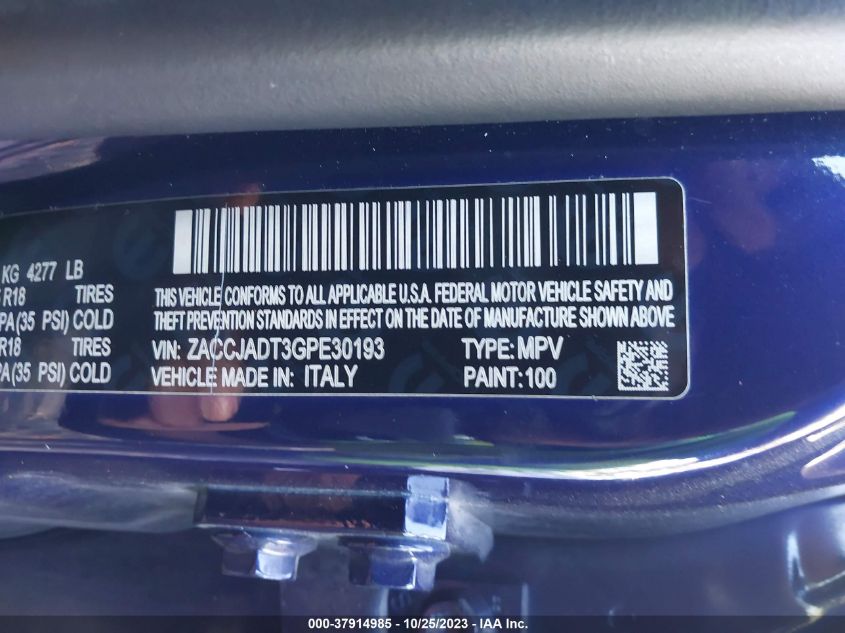 KG 4277 LB
R18 TIRES
PA(35 PSI) COLD
R18 TIRES
PA(35 PSI) COLD
THIS VEHICLE CONFORMS TO ALL APPLICABLE U.S.A. FEDERAL MOTOR VEHICLE SAFETY AND
THEFT PREVENTION STANDARDS IN EFFECT ON THE DATE OF MANUFACTURE SHOWN ABOVE
VIN: ZACCJADT3GPE30193 TYPE: MPV
VEHICLE MADE IN: ITALY PAINT: 100
000-37914985 - 10/25/2023 - IAA Inc.